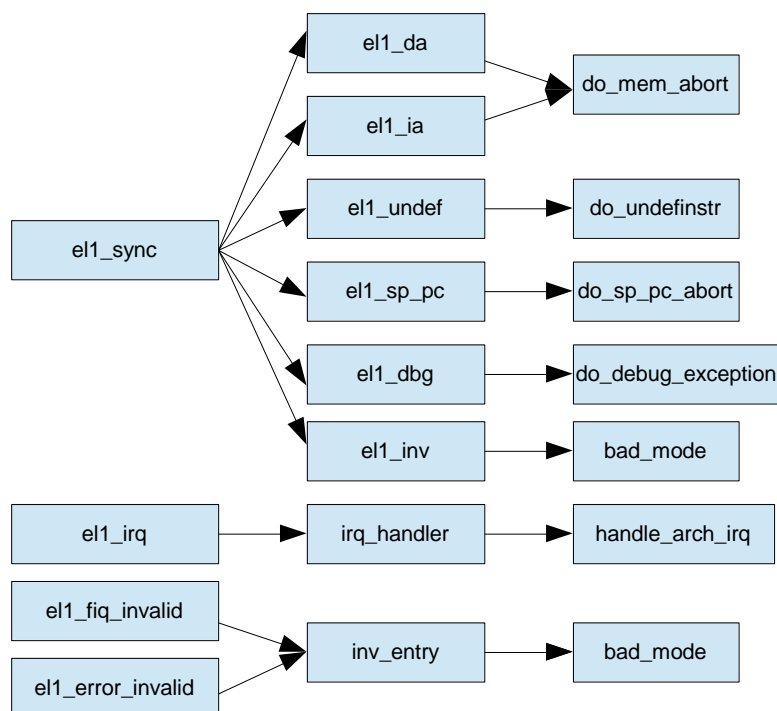 el1_da
do_mem_abort
el1_ia
el1_undef
do_undefinstr
el1_sync
el1_sp_pc
do_sp_pc_abort
el1_dbg
do_debug_exception
el1_inv
bad_mode
el1_irq
irq_handler
handle_arch_irq
el1_fiq_invalid
inv_entry
bad_mode
el1_error_invalid